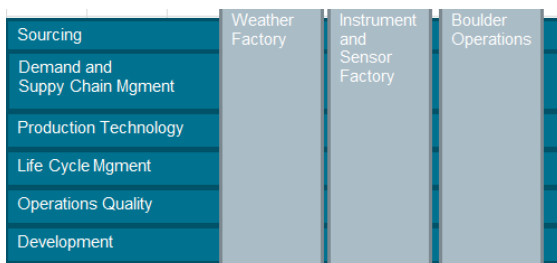 Sourcing
Demand and
Suppy Chain Mgment
Production Technology
Life Cycle Mgment
Operations Quality
Development
Weather
Factory
Instrument
and
Sensor
Factory
Boulder
Operations